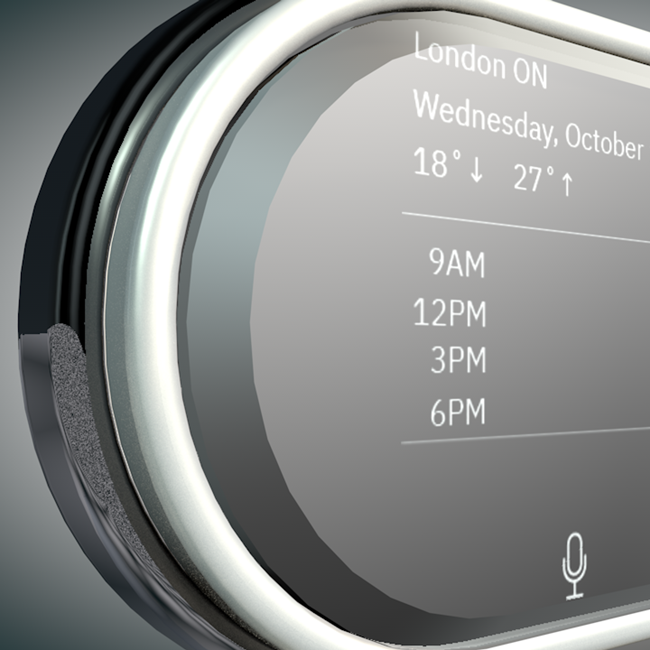 London ON
Wednesday, October
18°↓ 27°↑
9AM
12PM
3PM
6PM